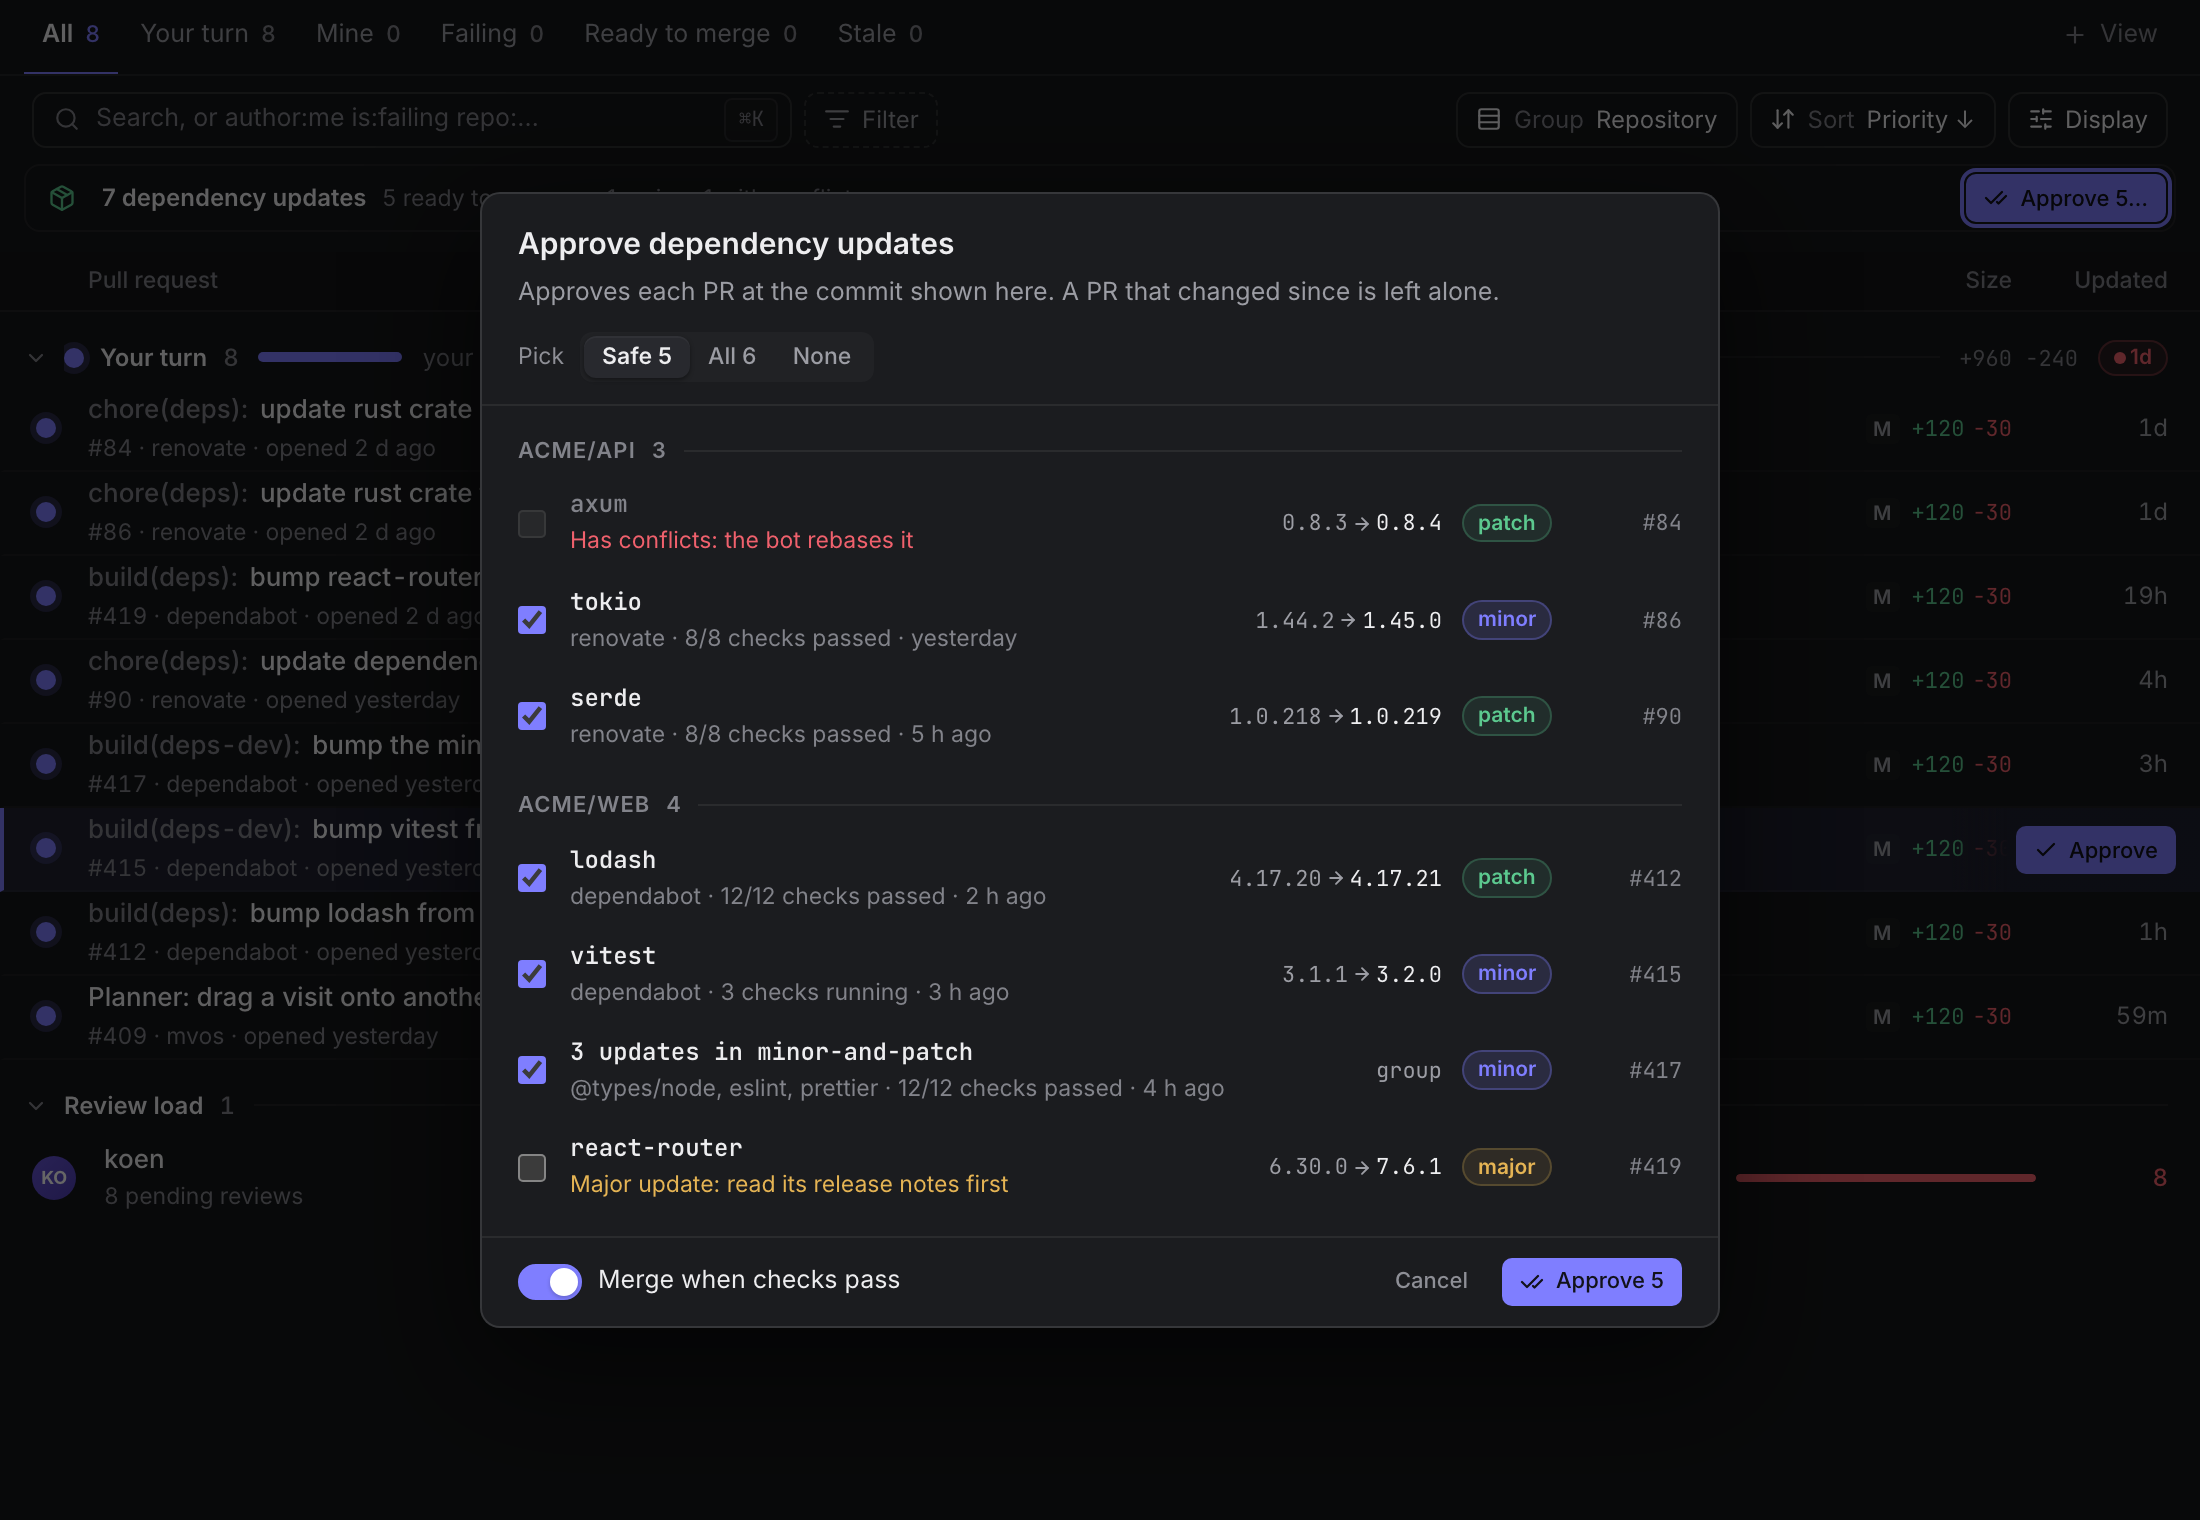 All 8 Your turn 8 Mine 0 Failing 0 Ready to merge 0 Stale 0 + View
Search, or author:me is:failing repo:... ⌘K Filter Group Repository Sort Priority ↓ Display
7 dependency updates 5 ready to Approve 5...
Pull request Size Updated
Your turn 8 your +960 -240 1d
chore(deps): update rust crate M +120 -30 1d
#84 · renovate · opened 2 d ago
chore(deps): update rust crate M +120 -30 1d
#86 · renovate · opened 2 d ago
build(deps): bump react-router M +120 -30 19h
#419 · dependabot · opened 2 d ago
chore(deps): update dependen M +120 -30 4h
#90 · renovate · opened yesterday
build(deps-dev): bump the min M +120 -30 3h
#417 · dependabot · opened yesterd
build(deps-dev): bump vitest fr M +120 -3 Approve
#415 · dependabot · opened yesterd
build(deps): bump lodash from M +120 -30 1h
#412 · dependabot · opened yesterd
Planner: drag a visit onto anothe M +120 -30 59m
#409 · mvos · opened yesterday
Review load 1
KO koen 8
8 pending reviews
Approve dependency updates
Approves each PR at the commit shown here. A PR that changed since is left alone.
Pick Safe 5 All 6 None
ACME/API 3
axum 0.8.3 → 0.8.4 patch #84
Has conflicts: the bot rebases it
tokio 1.44.2 → 1.45.0 minor #86
renovate · 8/8 checks passed · yesterday
serde 1.0.218 → 1.0.219 patch #90
renovate · 8/8 checks passed · 5 h ago
ACME/WEB 4
lodash 4.17.20 → 4.17.21 patch #412
dependabot · 12/12 checks passed · 2 h ago
vitest 3.1.1 → 3.2.0 minor #415
dependabot · 3 checks running · 3 h ago
3 updates in minor-and-patch group minor #417
@types/node, eslint, prettier · 12/12 checks passed · 4 h ago
react-router 6.30.0 → 7.6.1 major #419
Major update: read its release notes first
Merge when checks pass Cancel Approve 5